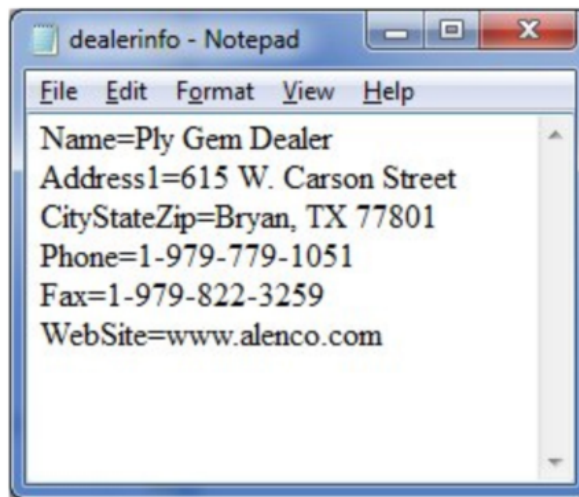 dealerinfo - Notepad
File Edit Format View Help
Name=Ply Gem Dealer
Address1=615 W. Carson Street
CityStateZip=Bryan, TX 77801
Phone=1-979-779-1051
Fax=1-979-822-3259
WebSite=www.alenco.com